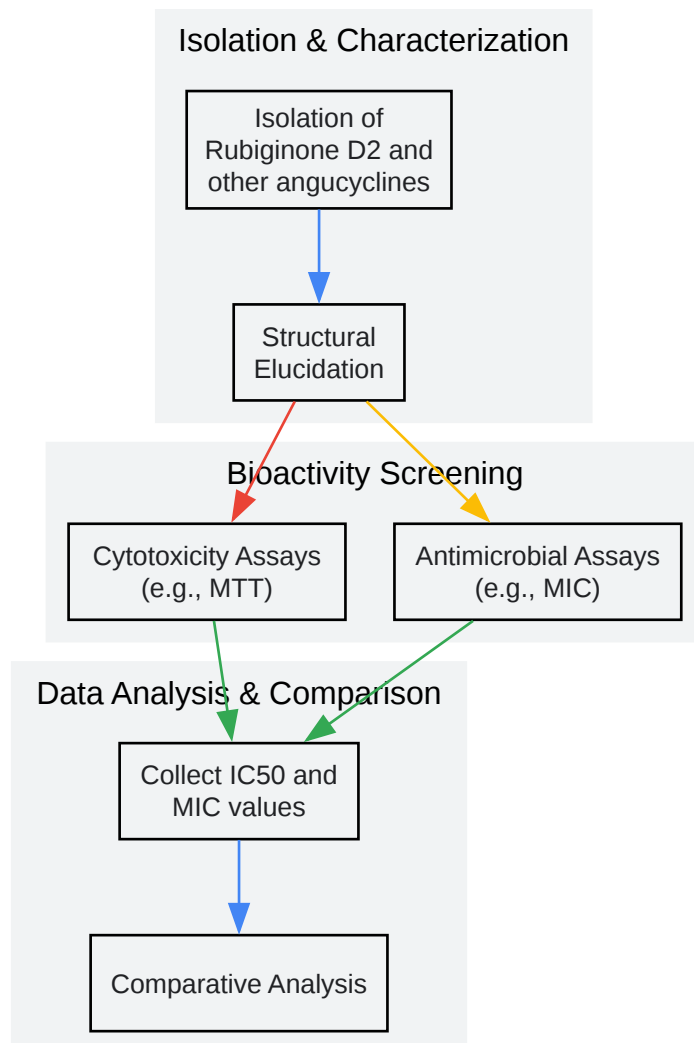 Isolation & Characterization
Isolation of
Rubiginone D2 and
other angucyclines
Structural
Elucidation
Bioactivity Screening
Cytotoxicity Assays
(e.g., MTT)
Antimicrobial Assays
(e.g., MIC)
Data Analysis & Comparison
Collect IC50 and
MIC values
Comparative Analysis